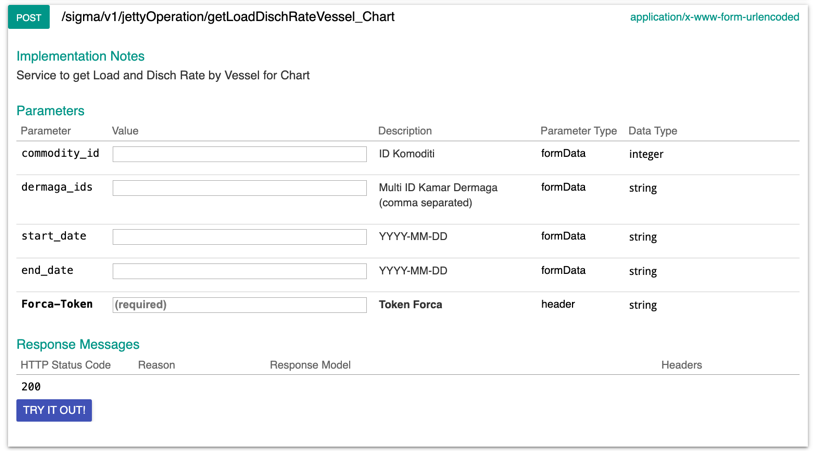 POST /sigma/v1/jettyOperation/getLoadDischRateVessel_Chart application/x-www-form-urlencoded
Implementation Notes
Service to get Load and Disch Rate by Vessel for Chart
Parameters
Parameter Value Description Parameter Type Data Type
commodity_id ID Komoditi formData integer
dermaga_ids Multi ID Kamar Dermaga formData string
(comma separated)
start_date YYYY-MM-DD formData string
end_date YYYY-MM-DD formData string
Forca-Token (required) Token Forca header string
Response Messages
HTTP Status Code Reason Response Model Headers
200
TRY IT OUT!